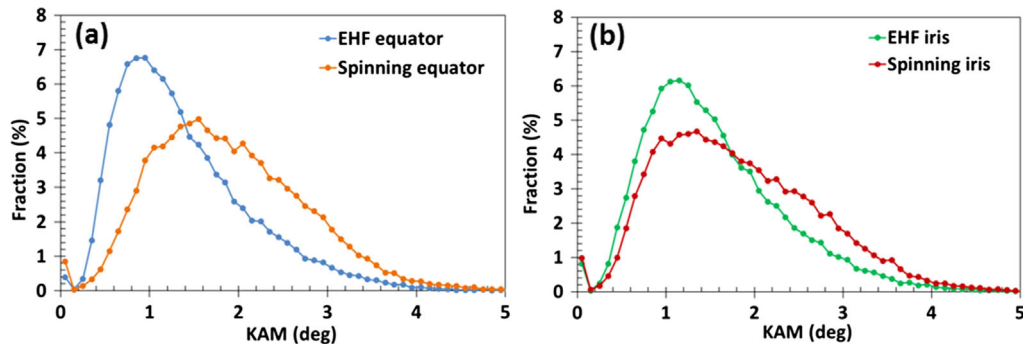 (a)
EHF equator
Spinning equator
8
7
6
5
4
3
2
1
0
Fraction (%)
0 1 2 3 4 5
KAM (deg)
(b)
EHF iris
Spinning iris
8
7
6
5
4
3
2
1
0
Fraction (%)
0 1 2 3 4 5
KAM (deg)